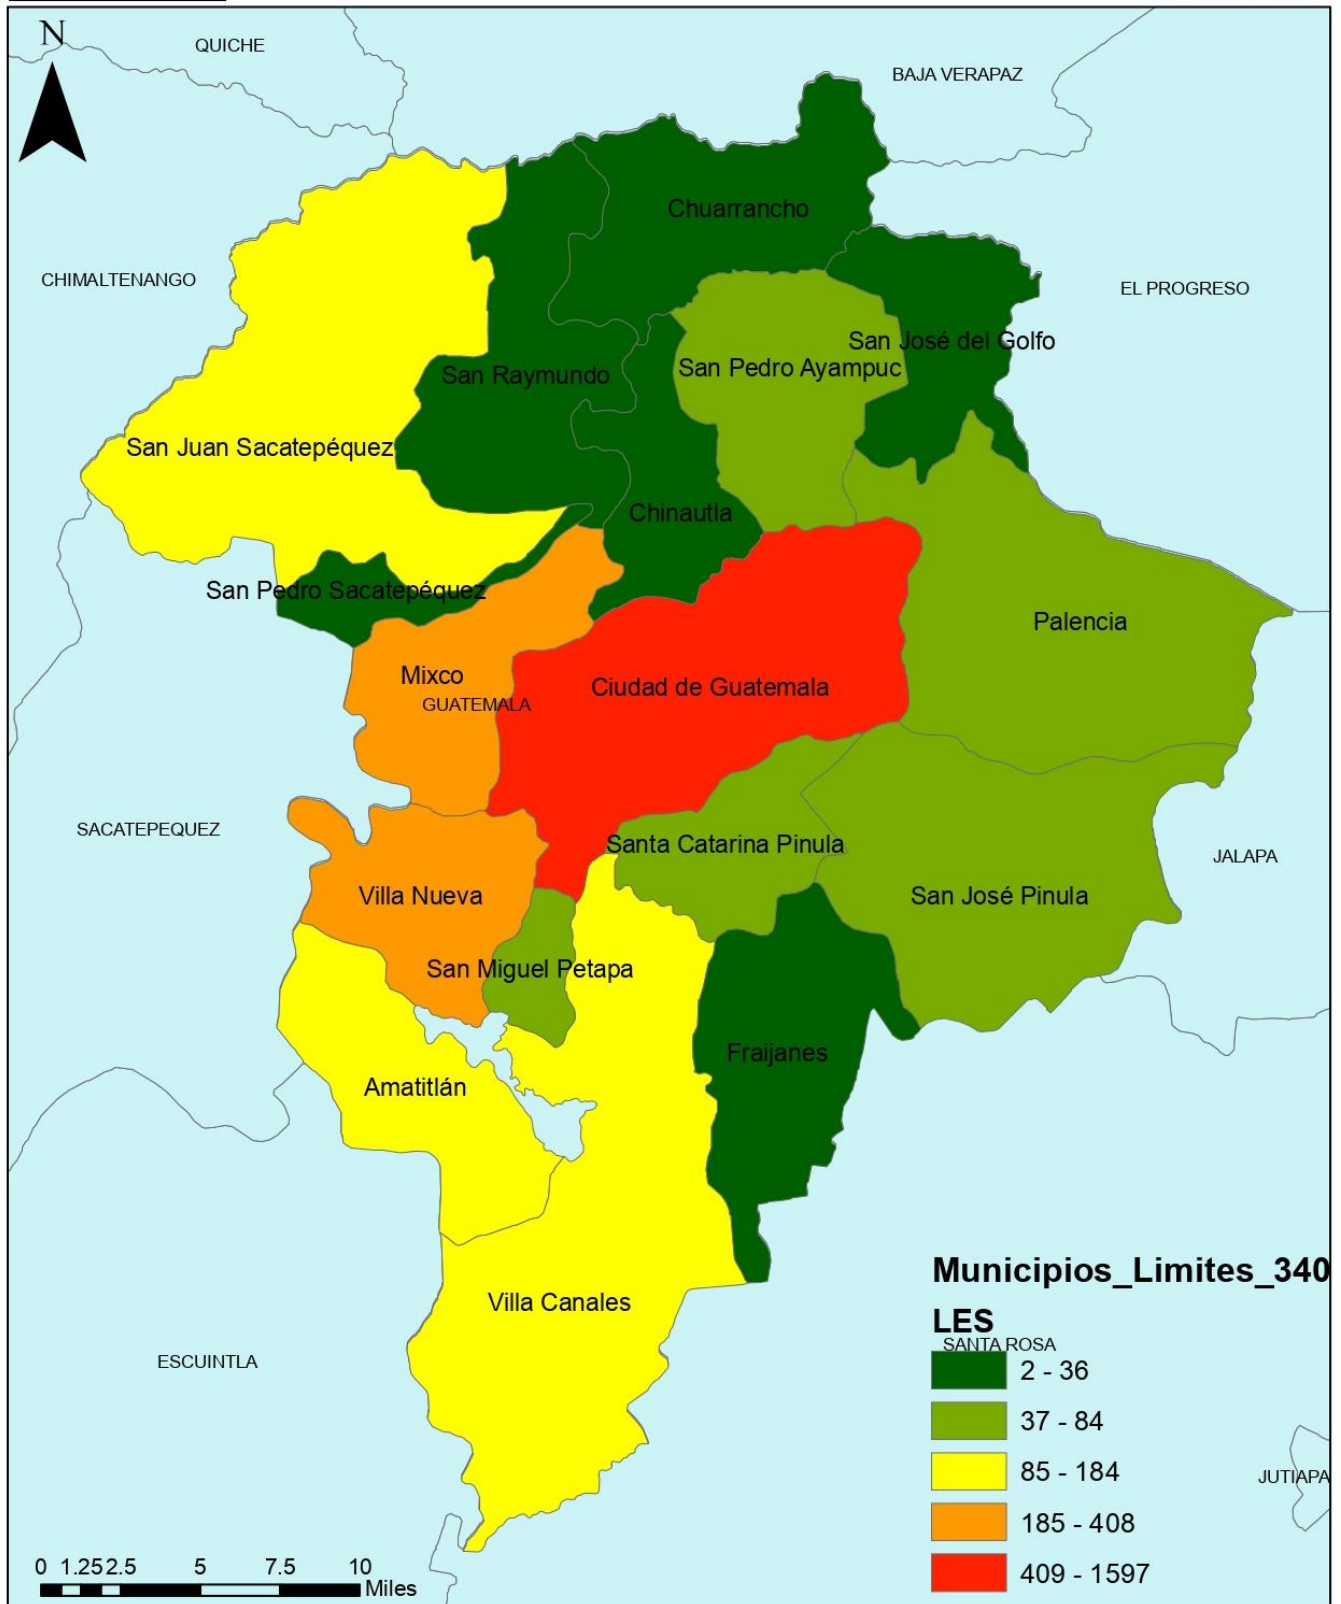 N
QUICHE
BAJA VERAPAZ
Chuarrancho
CHIMALTENANGO
EL PROGRESO
San José del Golfo
San Pedro Ayampuc
San Raymundo
San Juan Sacatepéquez
Chinautla
San Pedro Sacatepéquez
Palencia
Mixco
Ciudad de Guatemala
GUATEMALA
SACATEPEQUEZ
Santa Catarina Pinula
JALAPA
Villa Nueva
San José Pinula
San Miguel Petapa
Fraijanes
Amatitlán
Villa Canales
ESCUINTLA
Municipios_Limites_340
LES
SANTA ROSA
2 - 36
37 - 84
85 - 184
JUTIAPA
185 - 408
409 - 1597
0 1.25 2.5 5 7.5 10
Miles